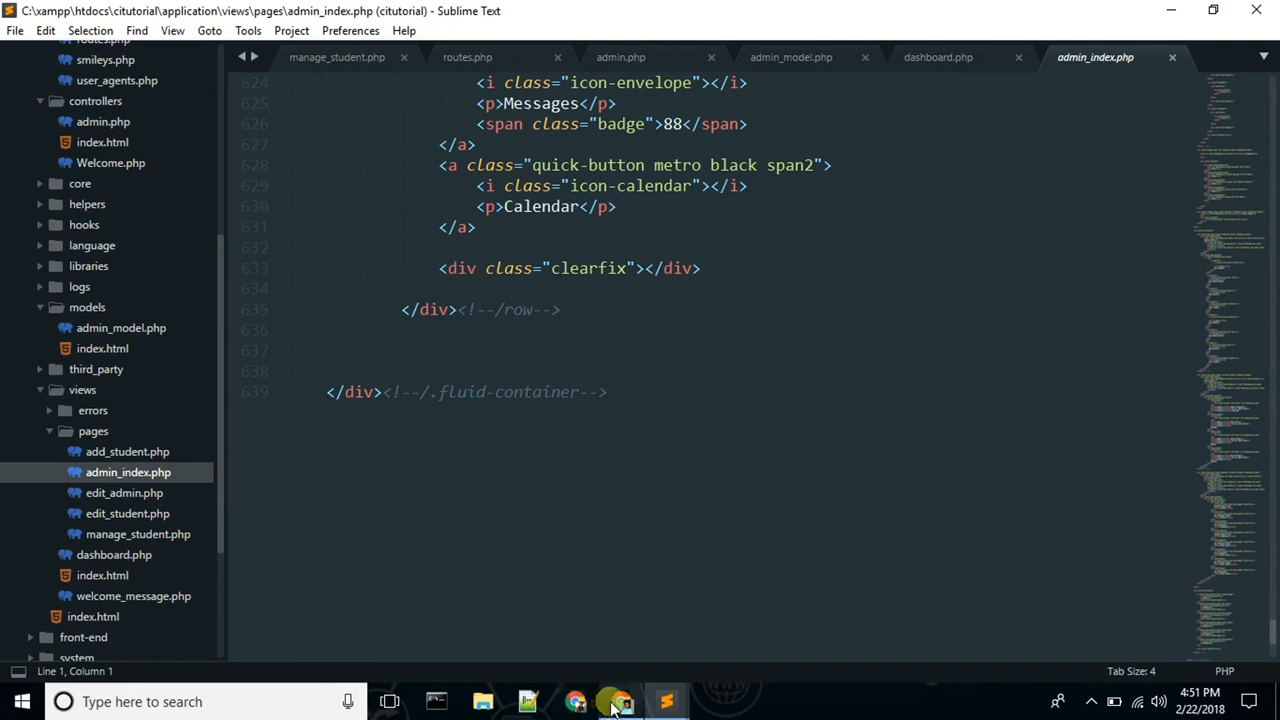 C:\xampp\htdocs\citutorial\application\views\pages\admin_index.php (citutorial) - Sublime Text
File Edit Selection Find View Goto Tools Project Preferences Help
manage_student.php routes.php admin.php admin_model.php dashboard.php admin_index.php
routes.php
smileys.php
user_agents.php
controllers
admin.php
index.html
Welcome.php
core
helpers
hooks
language
libraries
logs
models
admin_model.php
index.html
third_party
views
errors
pages
add_student.php
admin_index.php
edit_admin.php
edit_student.php
manage_student.php
dashboard.php
index.html
welcome_message.php
index.html
front-end
system
624 <i class="icon-envelope"></i>
625 <p>Messages</p>
626 <span class="badge">88</span>
627 </a>
628 <a class="quick-button metro black span2">
629 <i class="icon-calendar"></i>
630 <p>Calendar</p>
631 </a>
632
633 <div class="clearfix"></div>
634
635 </div><!--/row-->
636
637
638
639 </div><!--/.fluid-container-->
Line 1, Column 1 Tab Size: 4 PHP
Type here to search
4:51 PM
2/22/2018